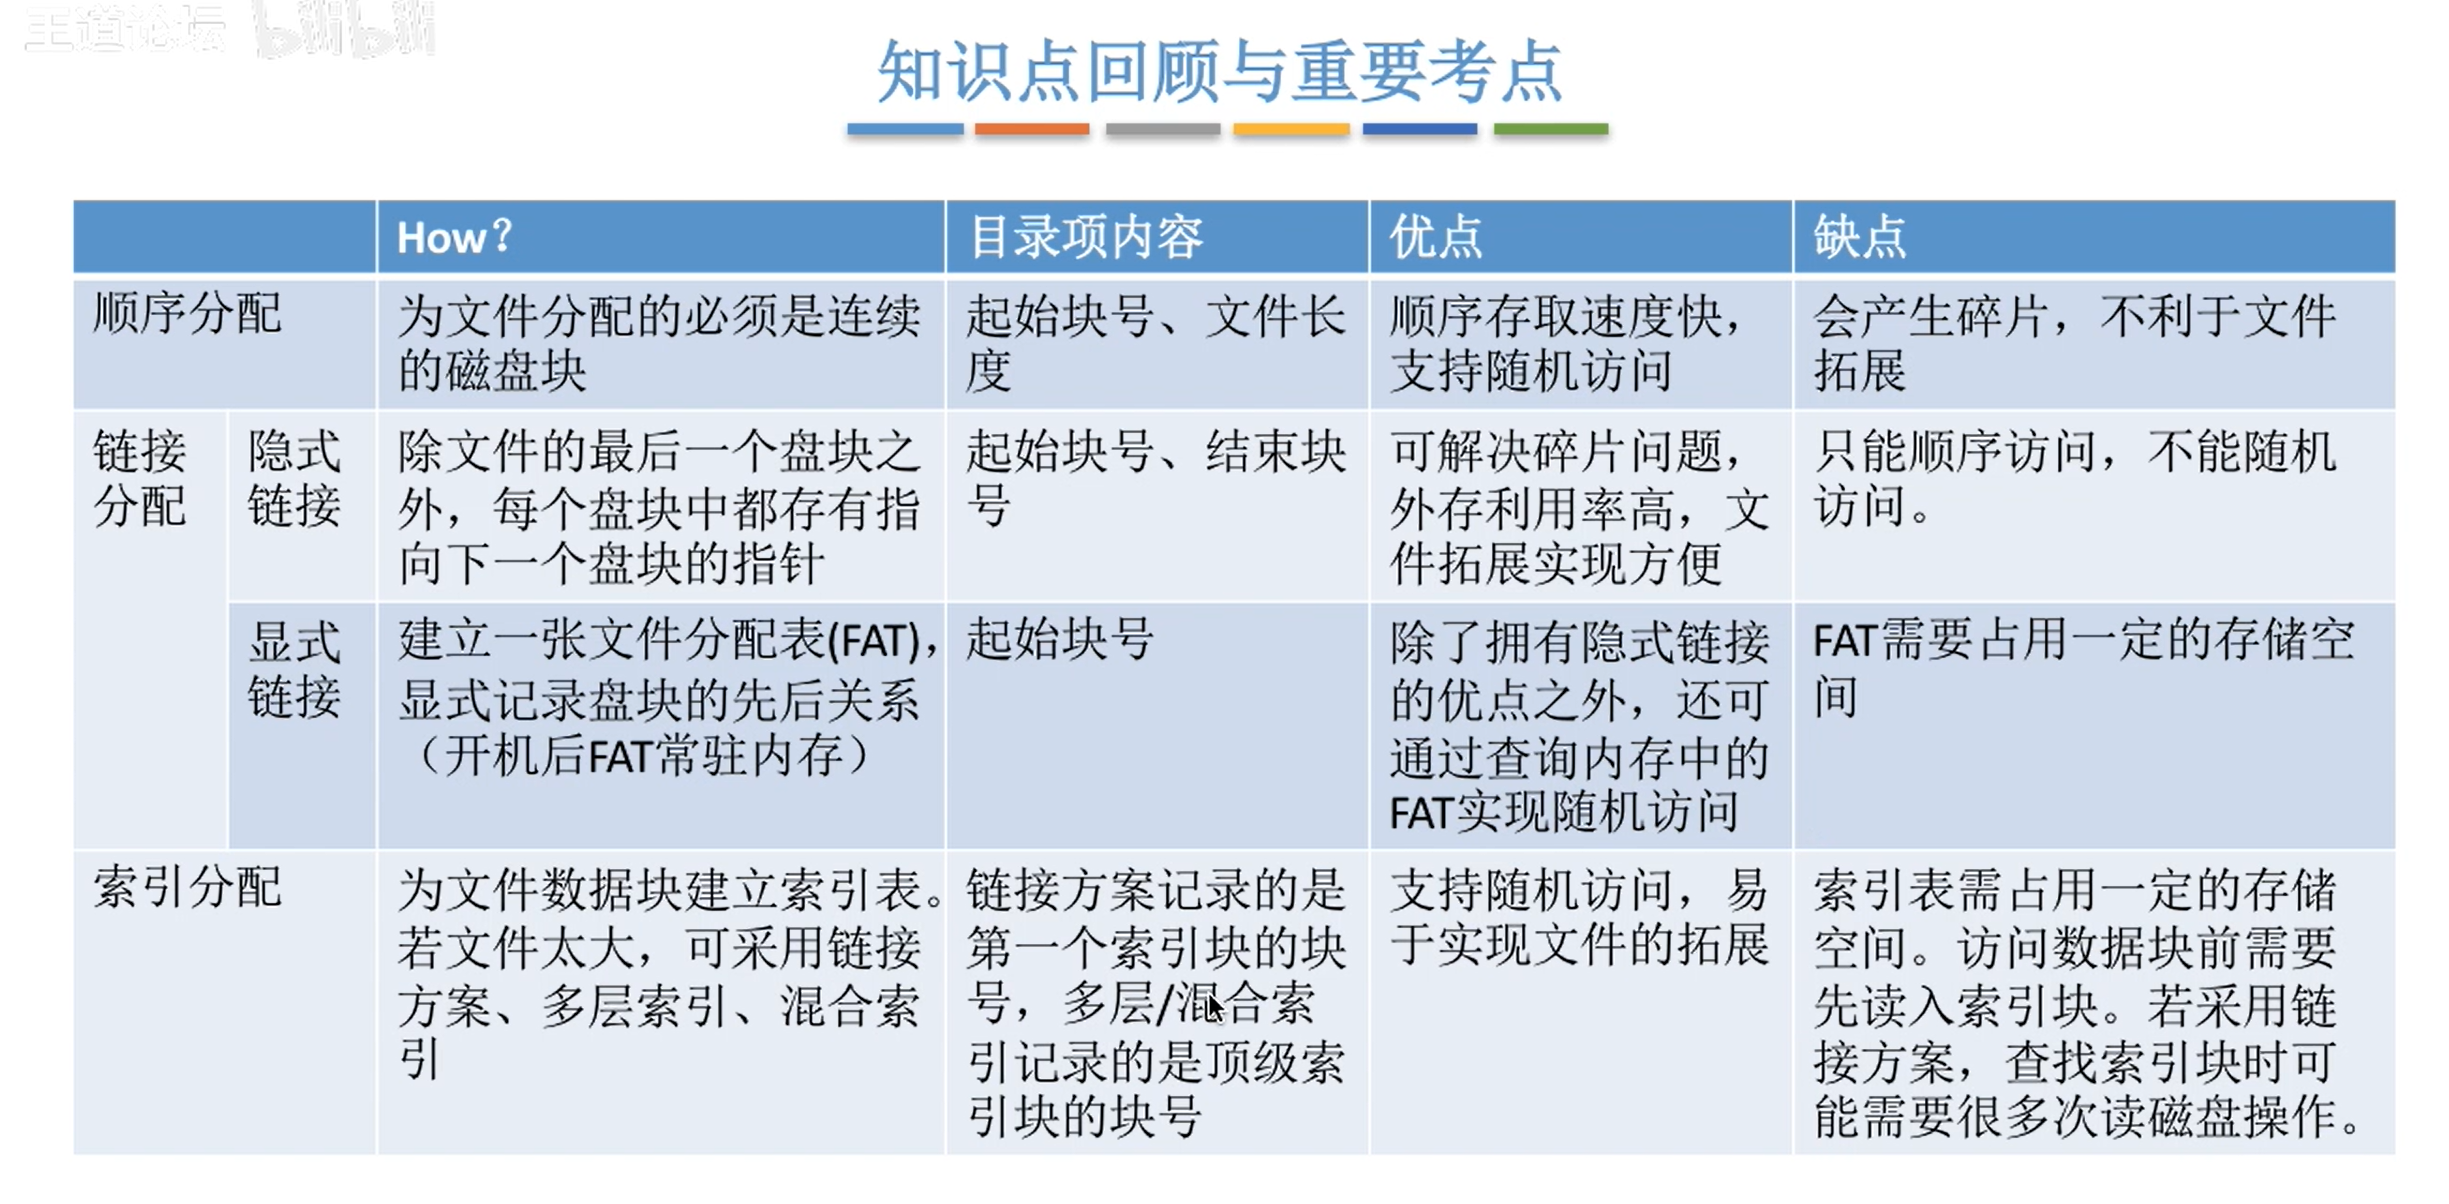 王道论坛 bilibili
知识点回顾与重要考点
How？
目录项内容
优点
缺点
顺序分配
为文件分配的必须是连续
的磁盘块
起始块号、文件长
度
顺序存取速度快，
支持随机访问
会产生碎片，不利于文件
拓展
链接
分配
隐式
链接
除文件的最后一个盘块之
外，每个盘块中都存有指
向下一个盘块的指针
起始块号、结束块
号
可解决碎片问题，
外存利用率高，文
件拓展实现方便
只能顺序访问，不能随机
访问。
显式
链接
建立一张文件分配表(FAT)，
显式记录盘块的先后关系
（开机后FAT常驻内存）
起始块号
除了拥有隐式链接
的优点之外，还可
通过查询内存中的
FAT实现随机访问
FAT需要占用一定的存储空
间
索引分配
为文件数据块建立索引表。
若文件太大，可采用链接
方案、多层索引、混合索
引
链接方案记录的是
第一个索引块的块
号，多层/混合索
引记录的是顶级索
引块的块号
支持随机访问，易
于实现文件的拓展
索引表需占用一定的存储
空间。访问数据块前需要
先读入索引块。若采用链
接方案，查找索引块时可
能需要很多次读磁盘操作。